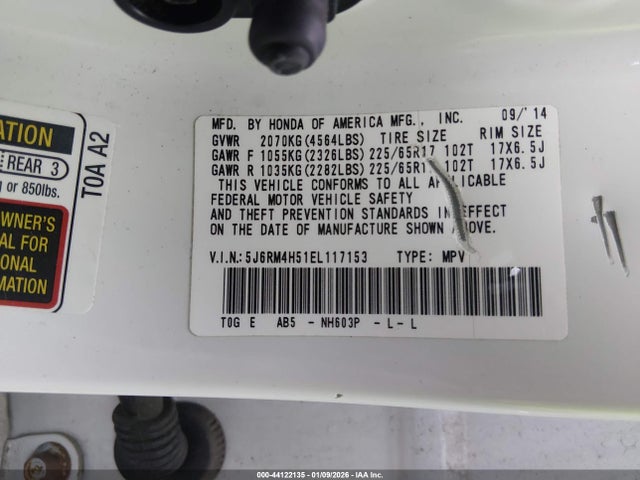 MFD. BY HONDA OF AMERICA MFG., INC. 09/'14
GVWR 2070KG(4564LBS) TIRE SIZE RIM SIZE
GAWR F 1055KG(2326LBS) 225/65R17 102T 17X6.5J
GAWR R 1035KG(2282LBS) 225/65R17 102T 17X6.5J
THIS VEHICLE CONFORMS TO ALL APPLICABLE
FEDERAL MOTOR VEHICLE SAFETY
AND THEFT PREVENTION STANDARDS IN EFFECT
ON THE DATE OF MANUFACTURE SHOWN ABOVE.
V.I.N.: 5J6RM4H51EL117153 TYPE: MPV
T0G E AB5 - NH603P - L - L
TION
REAR 3
or 850lbs.
OWNER'S
AL FOR
ONAL
MATION
T0A A2
000-44122135 - 01/09/2026 - IAA Inc.